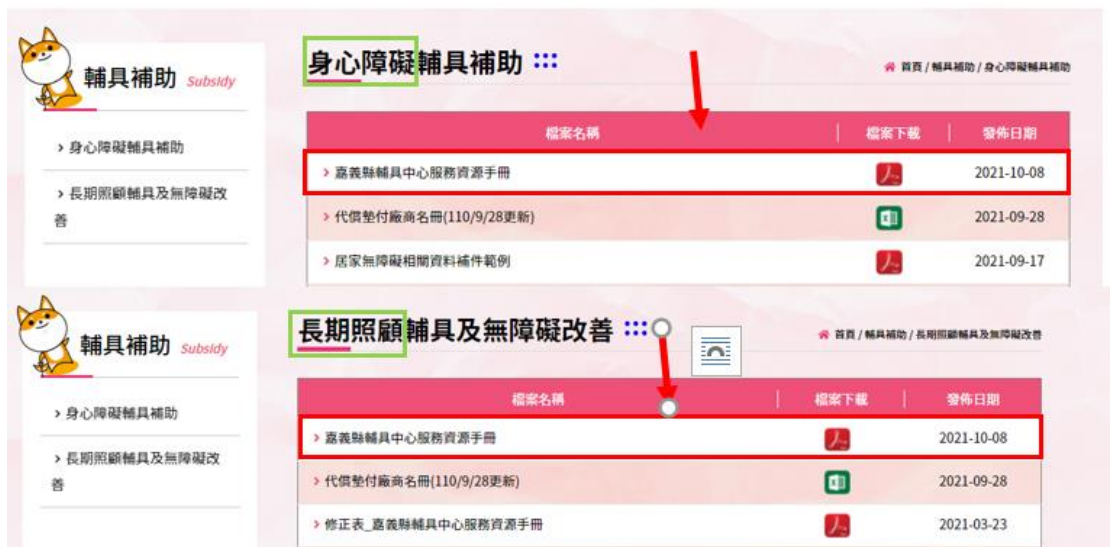 輔具補助 Subsidy
› 身心障礙輔具補助
› 長期照顧輔具及無障礙改
善
身心障礙輔具補助 :::
首頁 / 輔具補助 / 身心障礙輔具補助
檔案名稱 檔案下載 發佈日期
› 嘉義縣輔具中心服務資源手冊 2021-10-08
› 代償墊付廠商名冊(110/9/28更新) 2021-09-28
› 居家無障礙相關資料補件範例 2021-09-17
輔具補助 Subsidy
› 身心障礙輔具補助
› 長期照顧輔具及無障礙改
善
長期照顧輔具及無障礙改善 :::
首頁 / 輔具補助 / 長期照顧輔具及無障礙改善
檔案名稱 檔案下載 發佈日期
› 嘉義縣輔具中心服務資源手冊 2021-10-08
› 代償墊付廠商名冊(110/9/28更新) 2021-09-28
› 修正表_嘉義縣輔具中心服務資源手冊 2021-03-23